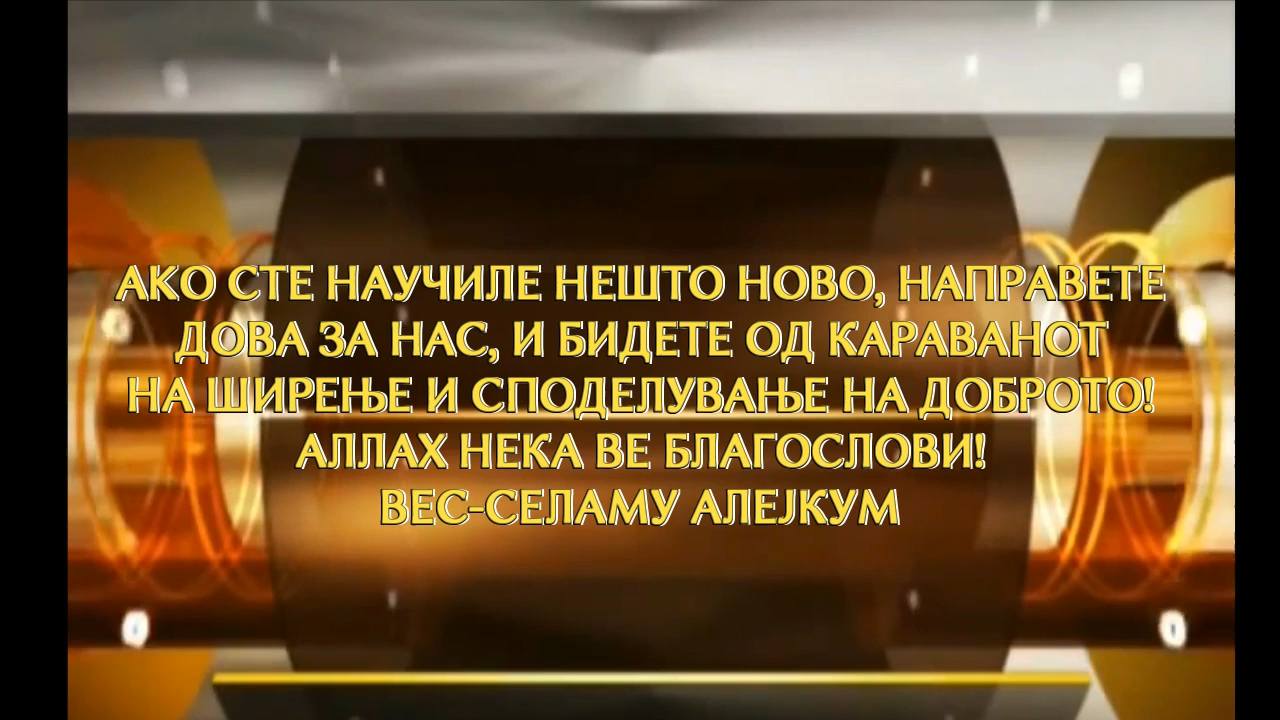 АКО СТЕ НАУЧИЛЕ НЕШТО НОВО, НАПРАВЕТЕ
ДОВА ЗА НАС, И БИДЕТЕ ОД КАРАВАНОТ
НА ШИРЕЊЕ И СПОДЕЛУВАЊЕ НА ДОБРОТО!
АЛЛАХ НЕКА ВЕ БЛАГОСЛОВИ!
ВЕС-СЕЛАМУ АЛЕЈКУМ